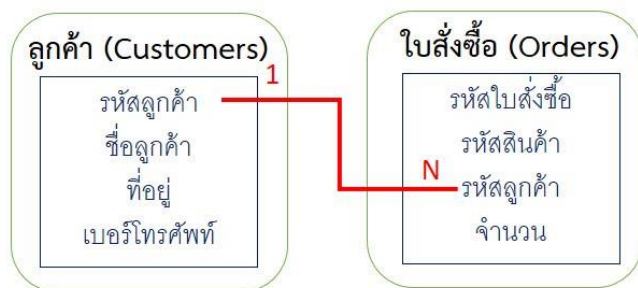 ลูกค้า (Customers)
1
รหัสลูกค้า
ชื่อลูกค้า
ที่อยู่
เบอร์โทรศัพท์
ใบสั่งซื้อ (Orders)
รหัสใบสั่งซื้อ
รหัสสินค้า
N
รหัสลูกค้า
จำนวน